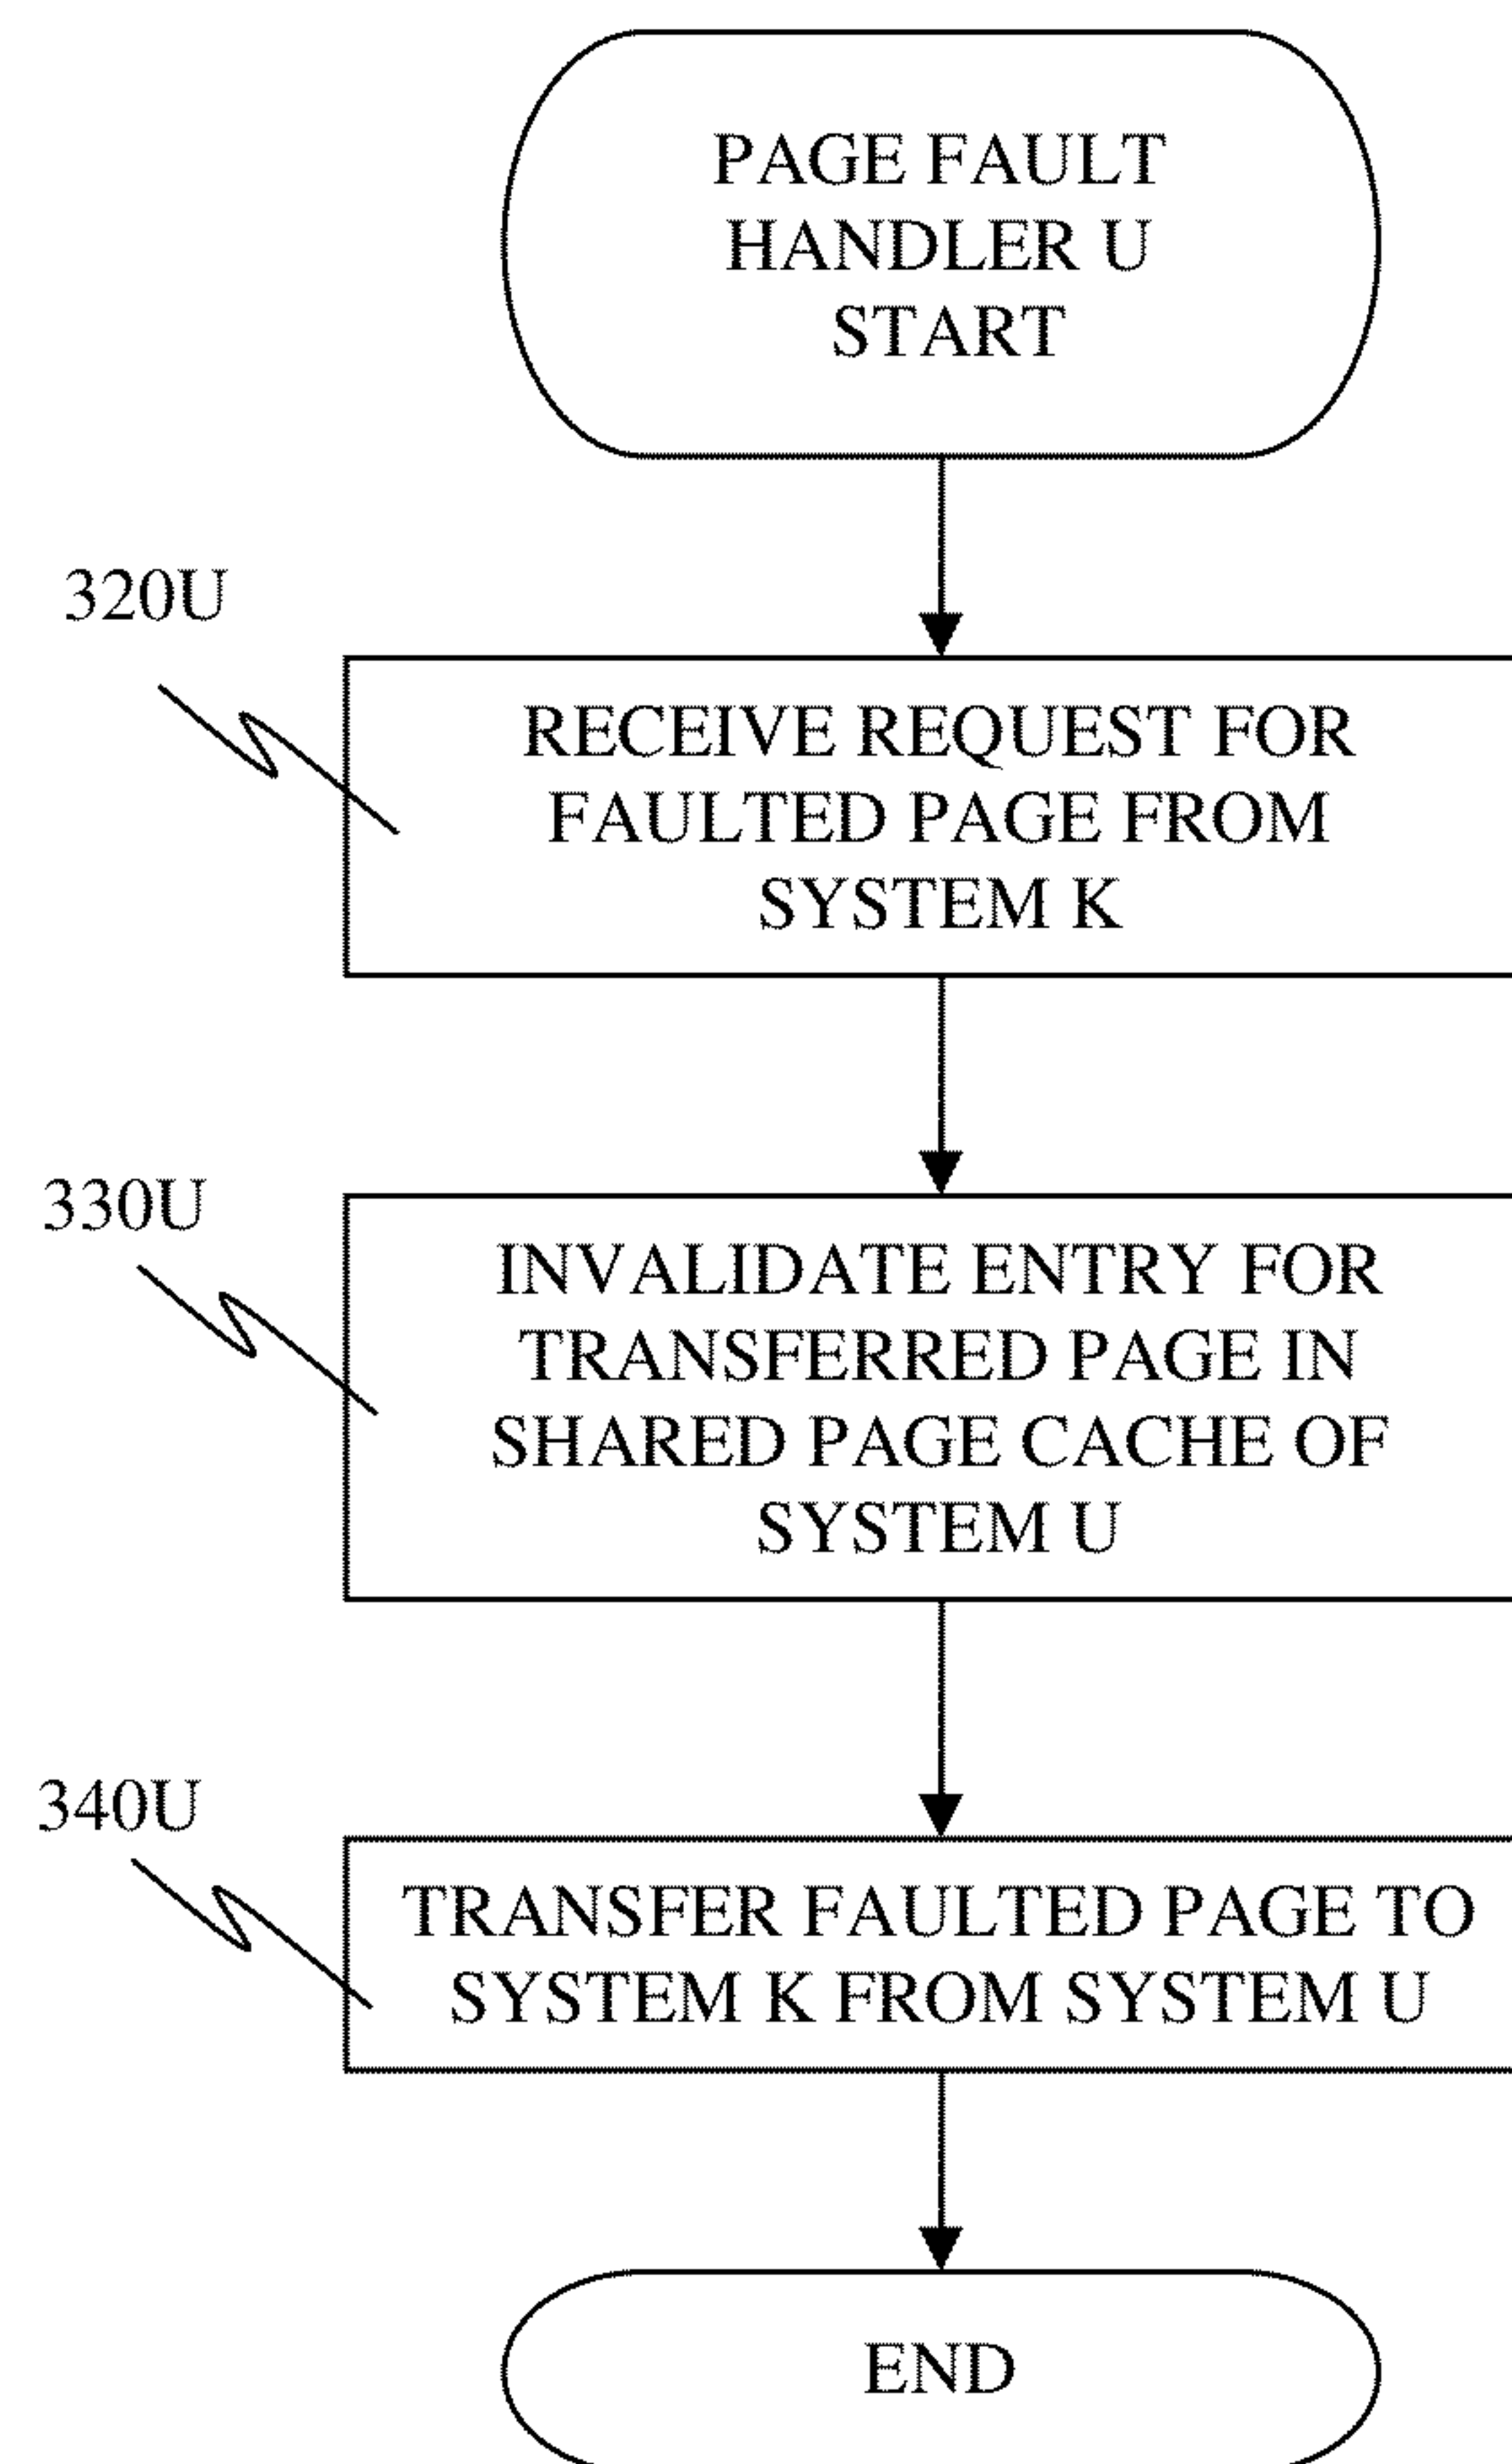 PAGE FAULT
HANDLER U
START
320U
RECEIVE REQUEST FOR
FAULTED PAGE FROM
SYSTEM K
330U
INVALIDATE ENTRY FOR
TRANSFERRED PAGE IN
SHARED PAGE CACHE OF
SYSTEM U
340U
TRANSFER FAULTED PAGE TO
SYSTEM K FROM SYSTEM U
END